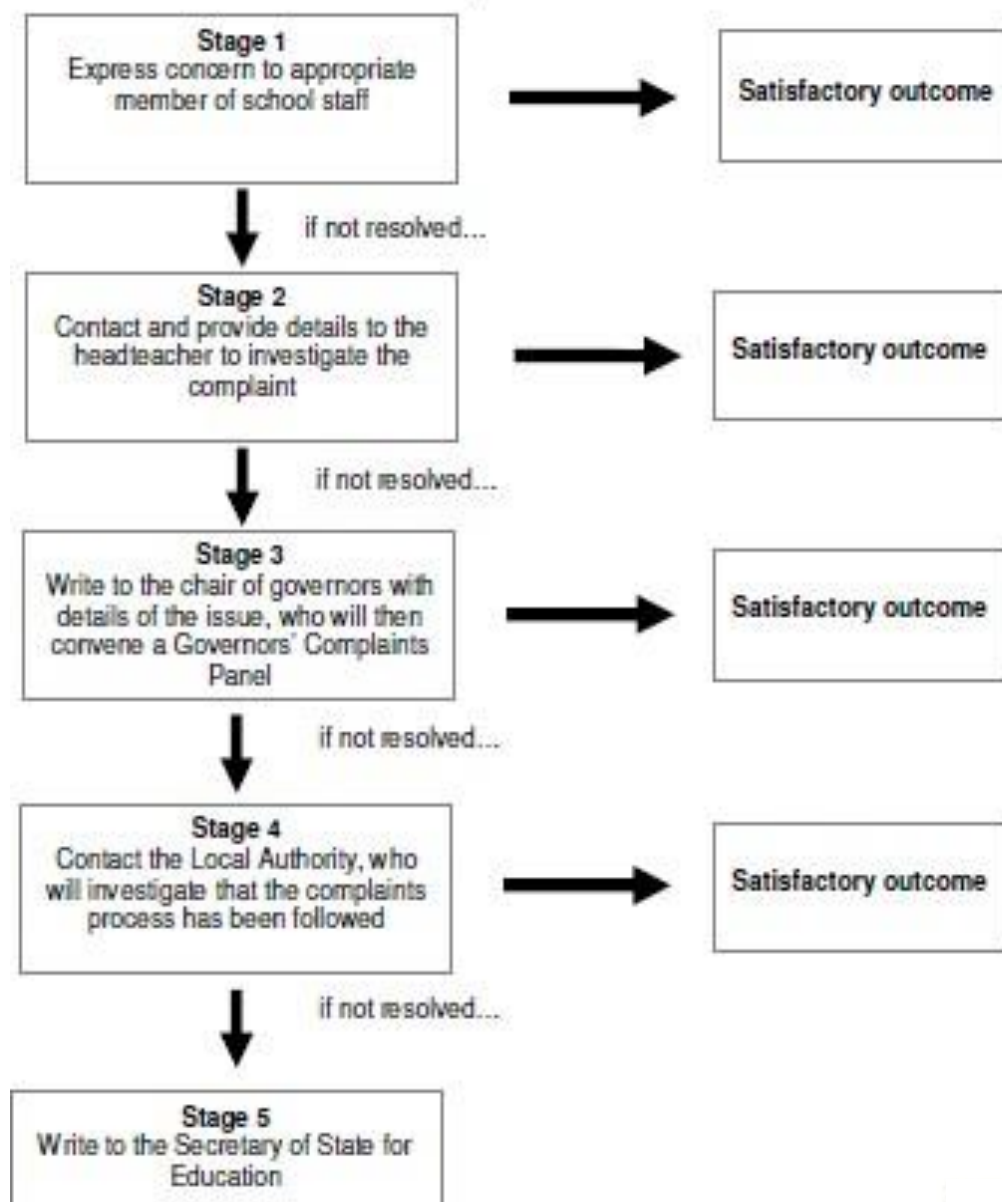 Stage 1
Express concern to appropriate
member of school staff
Satisfactory outcome
if not resolved...
Stage 2
Contact and provide details to the
headteacher to investigate the
complaint
Satisfactory outcome
if not resolved...
Stage 3
Write to the chair of governors with
details of the issue, who will then
convene a Governors' Complaints
Panel
Satisfactory outcome
if not resolved...
Stage 4
Contact the Local Authority, who
will investigate that the complaints
process has been followed
Satisfactory outcome
if not resolved...
Stage 5
Write to the Secretary of State for
Education